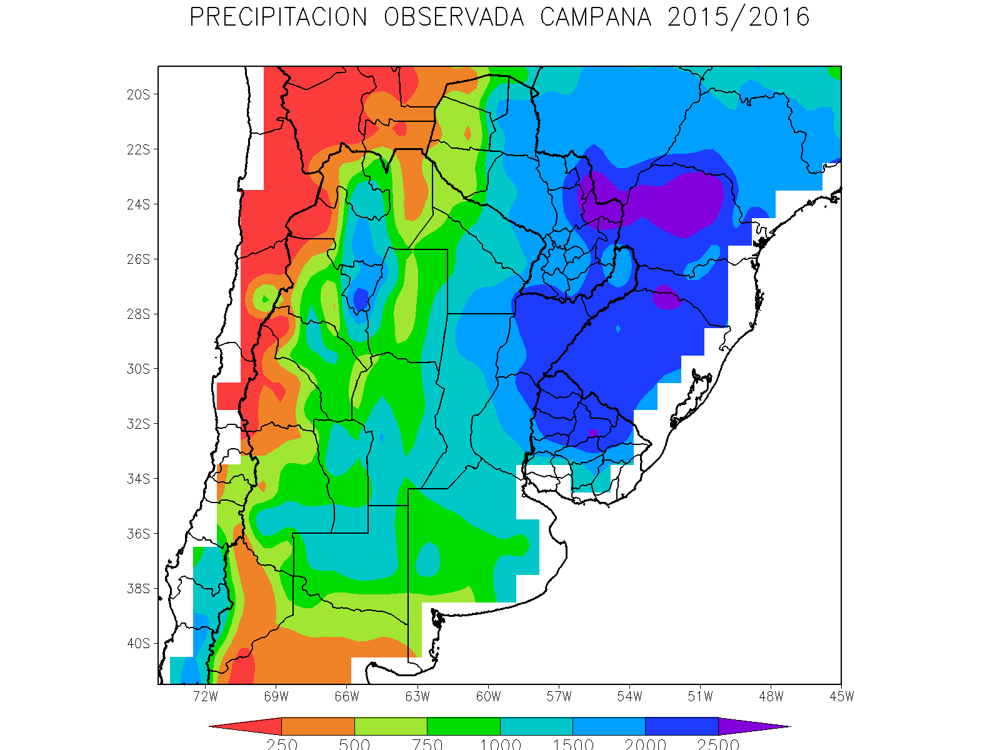 PRECIPITACION OBSERVADA CAMPANA 2015/2016
20S
22S
24S
26S
28S
30S
32S
34S
36S
38S
40S
72W 69W 66W 63W 60W 57W 54W 51W 48W 45W
250 500 750 1000 1500 2000 2500